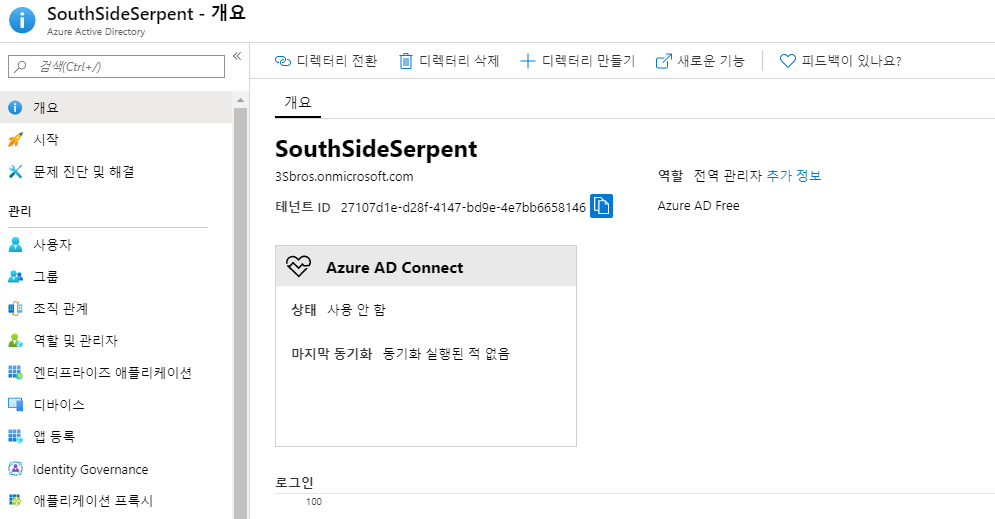 SouthSideSerpent - 개요
Azure Active Directory
검색(Ctrl+/)
개요
시작
문제 진단 및 해결
관리
사용자
그룹
조직 관계
역할 및 관리자
엔터프라이즈 애플리케이션
디바이스
앱 등록
Identity Governance
애플리케이션 프록시
디렉터리 전환 디렉터리 삭제 디렉터리 만들기 새로운 기능 피드백이 있나요?
개요
SouthSideSerpent
3Sbros.onmicrosoft.com
테넌트 ID 27107d1e-d28f-4147-bd9e-4e7bb6658146
역할 전역 관리자 추가 정보
Azure AD Free
Azure AD Connect
상태 사용 안 함
마지막 동기화 동기화 실행된 적 없음
로그인
100